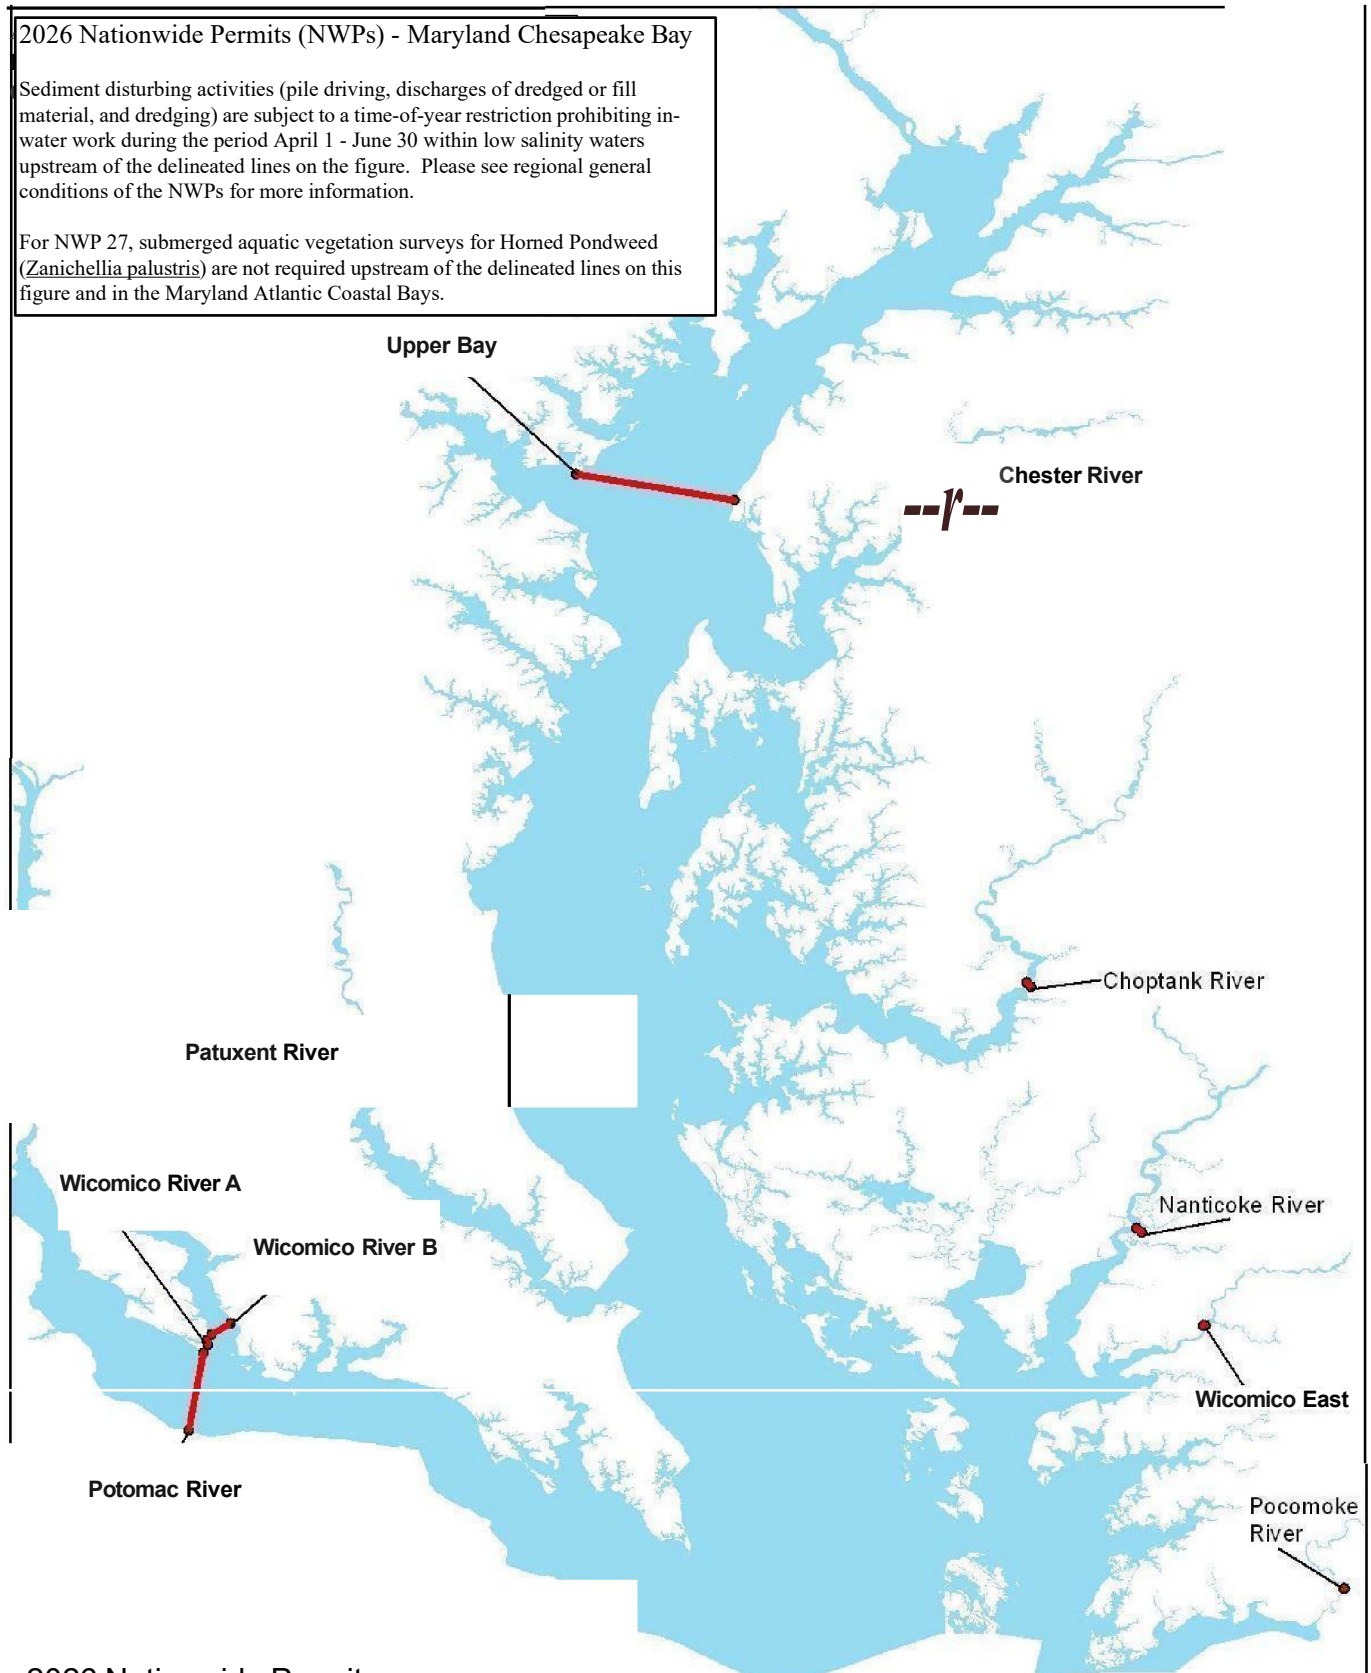 2026 Nationwide Permits (NWPs) - Maryland Chesapeake Bay
Sediment disturbing activities (pile driving, discharges of dredged or fill
material, and dredging) are subject to a time-of-year restriction prohibiting in-
water work during the period April 1 - June 30 within low salinity waters
upstream of the delineated lines on the figure.  Please see regional general
conditions of the NWPs for more information.
For NWP 27, submerged aquatic vegetation surveys for Horned Pondweed
(Zanichellia palustris) are not required upstream of the delineated lines on this
figure and in the Maryland Atlantic Coastal Bays.
Upper Bay
Chester River
--r--
Choptank River
Patuxent River
Wicomico River A
Nanticoke River
Wicomico River B
Wicomico East
Potomac River
Pocomoke
River
2026 Nationwide Permit